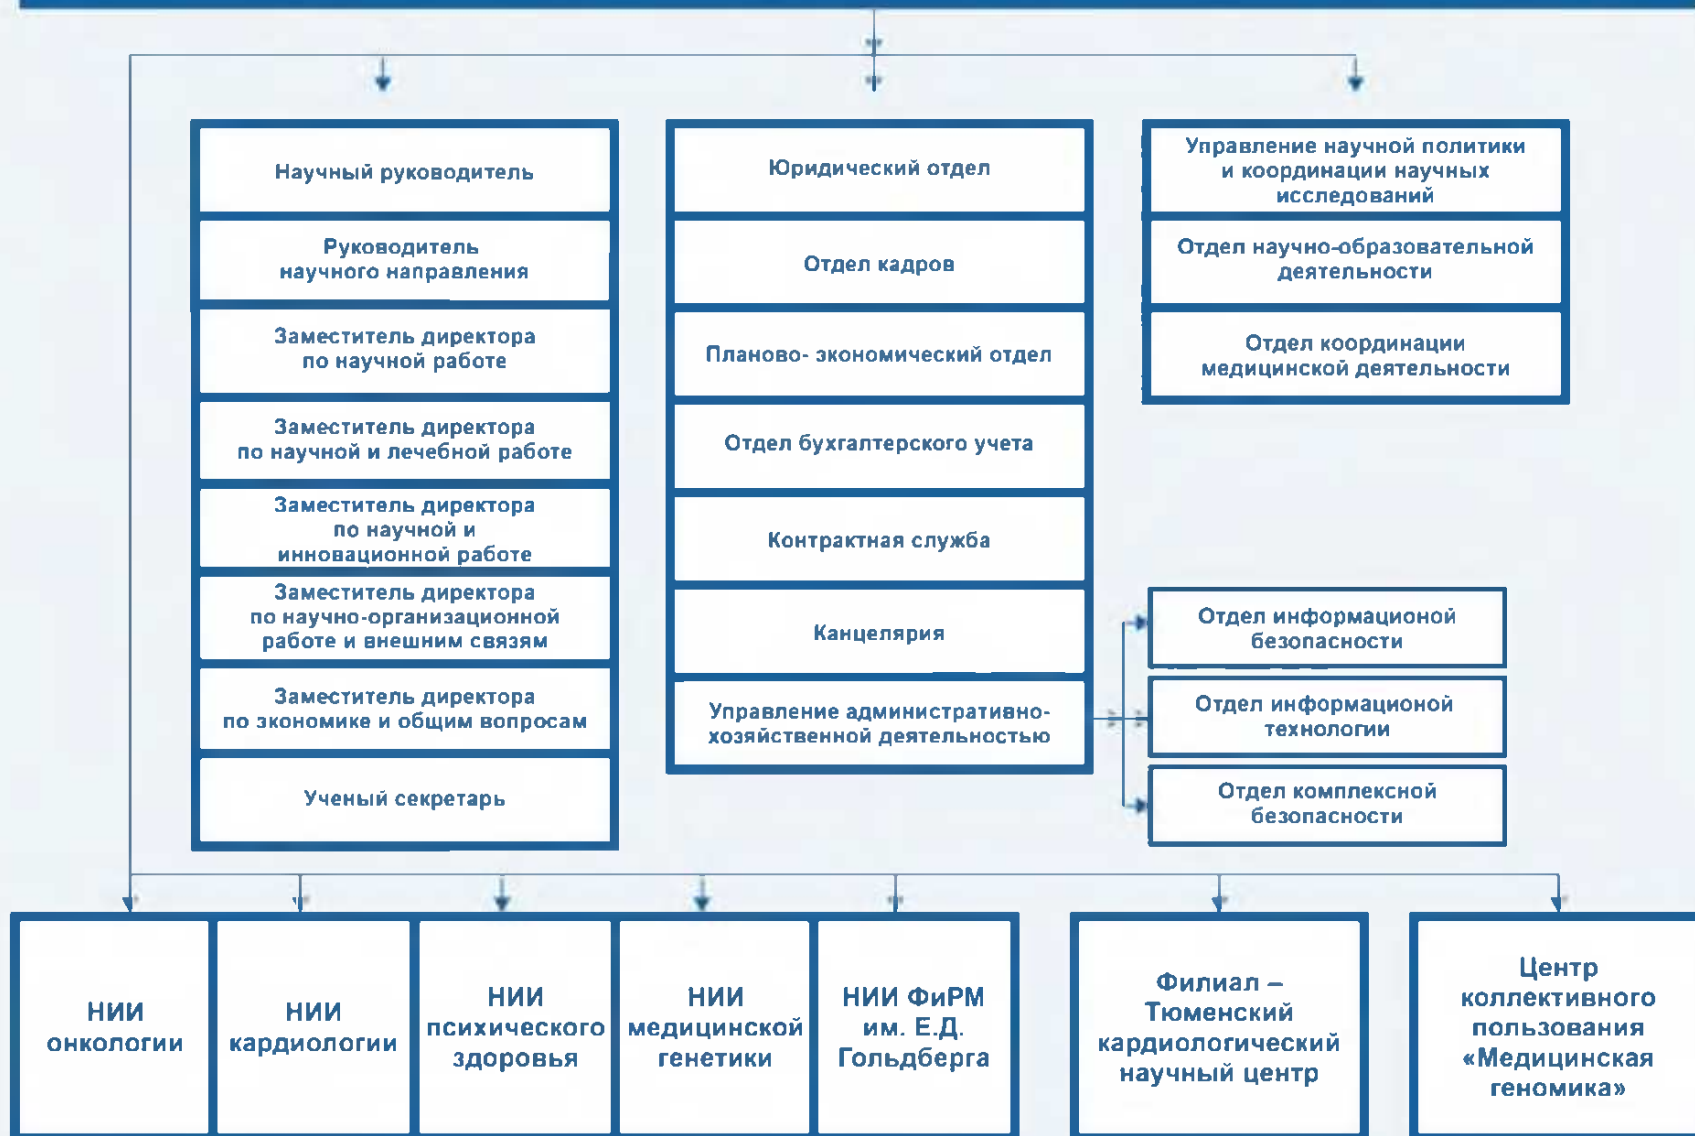 Научный руководитель
Руководитель
научного направления
Заместитель директора
по научной работе
Заместитель директора
по научной и лечебной работе
Заместитель директора
по научной и
инновационной работе
Заместитель директора
по научно-организационной
работе и внешним связям
Заместитель директора
по экономике и общим вопросам
Ученый секретарь
Юридический отдел
Отдел кадров
Планово- экономический отдел
Отдел бухгалтерского учета
Контрактная служба
Канцелярия
Управление административно-
хозяйственной деятельностью
Управление научной политики
и координации научных
исследований
Отдел научно-образовательной
деятельности
Отдел координации
медицинской деятельности
Отдел информационой
безопасности
Отдел информационой
технологии
Отдел комплексной
безопасности
НИИ
онкологии
НИИ
кардиологии
НИИ
психического
здоровья
НИИ
медицинской
генетики
НИИ ФиРМ
им. Е.Д.
Гольдберга
Филиал –
Тюменский
кардиологический
научный центр
Центр
коллективного
пользования
«Медицинская
геномика»